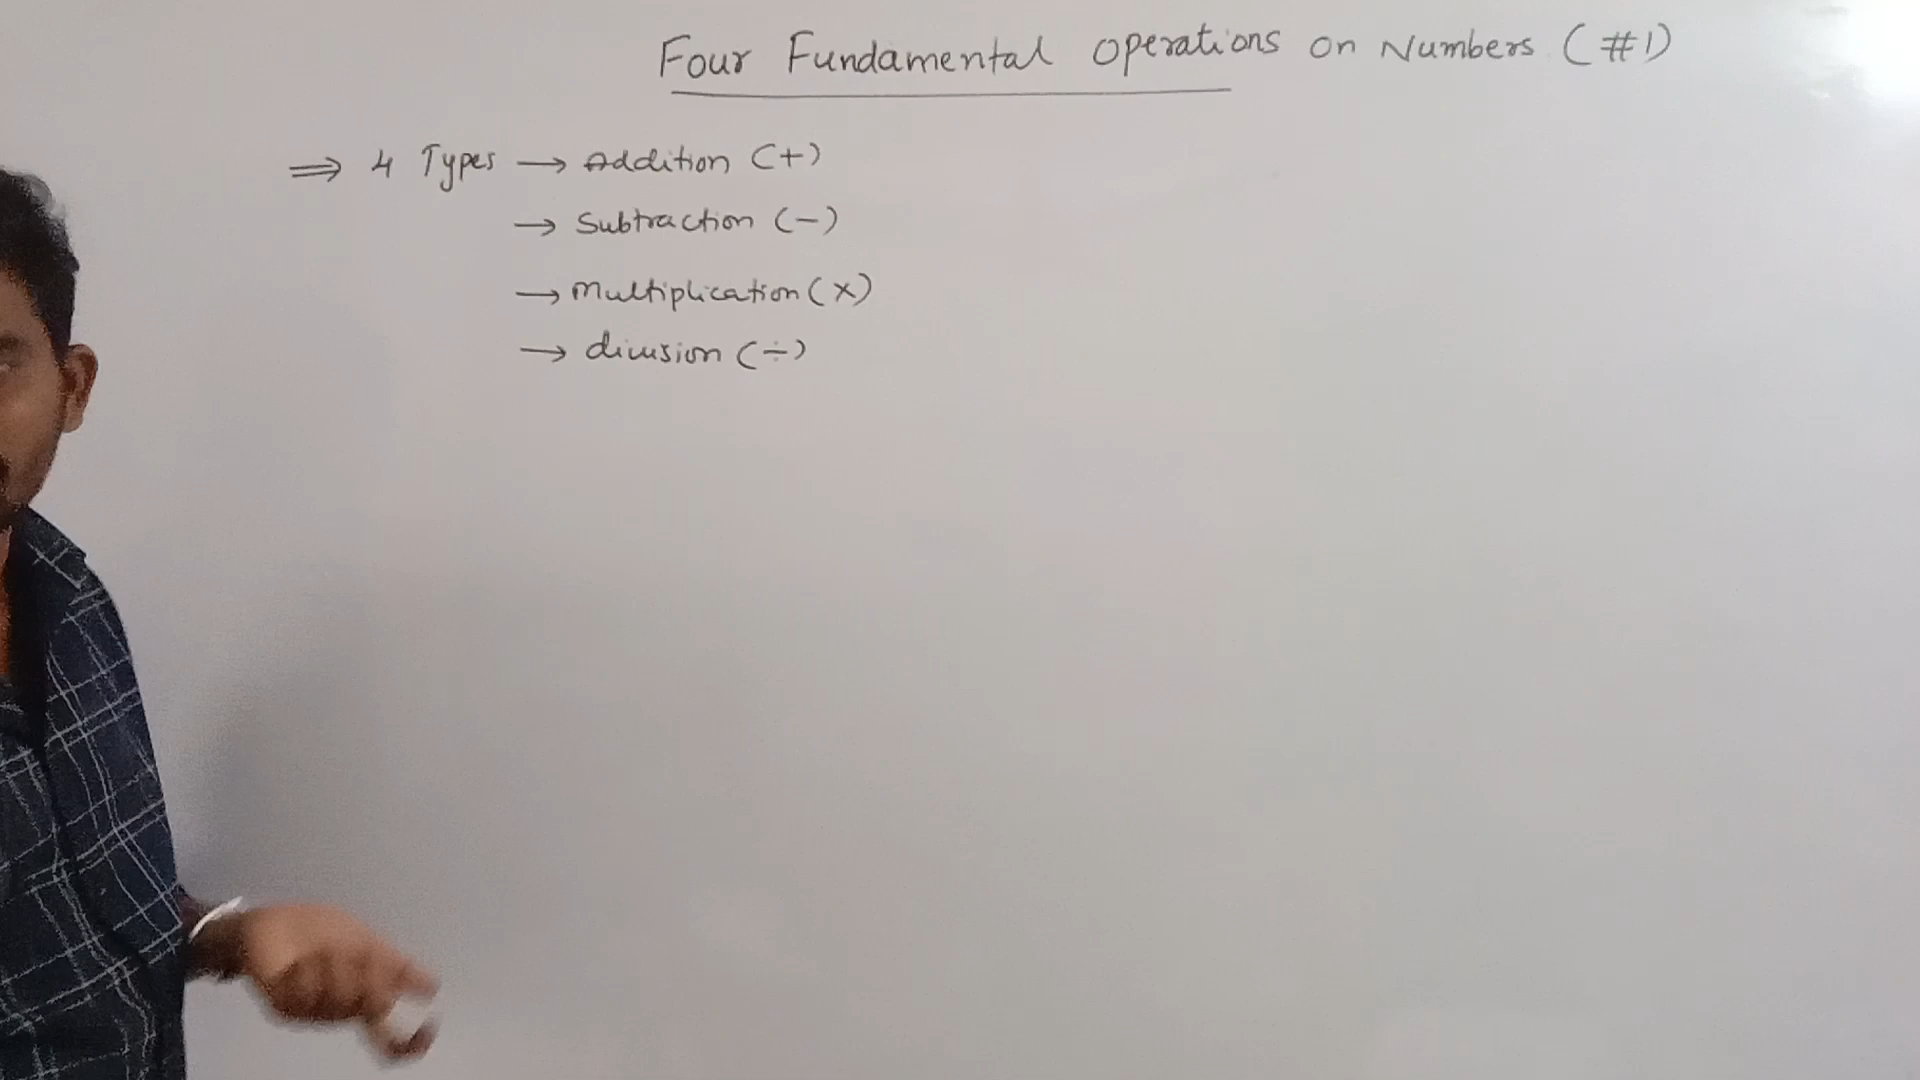 Four Fundamental Operations on Numbers (#1)
⇒ 4 Types → Addition (+)
→ Subtraction (-)
→ Multiplication (x)
→ division (÷)